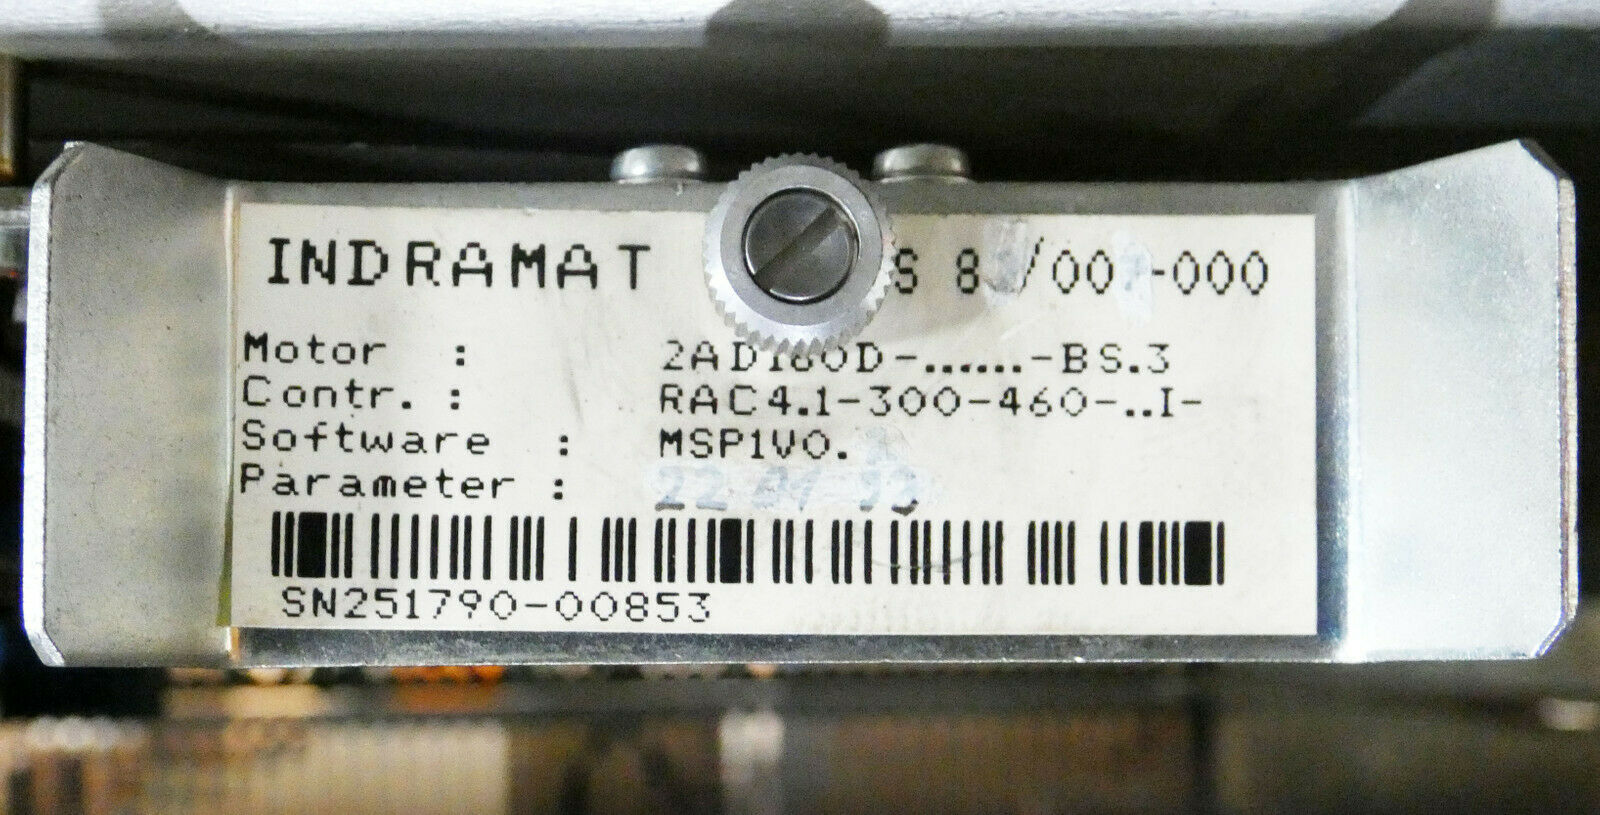 INDRAMAT
Motor : 2AD160D-......-BS.3
Contr. : RAC4.1-300-460-..I-
Software : MSP1V0.
Parameter :
SN251790-00853